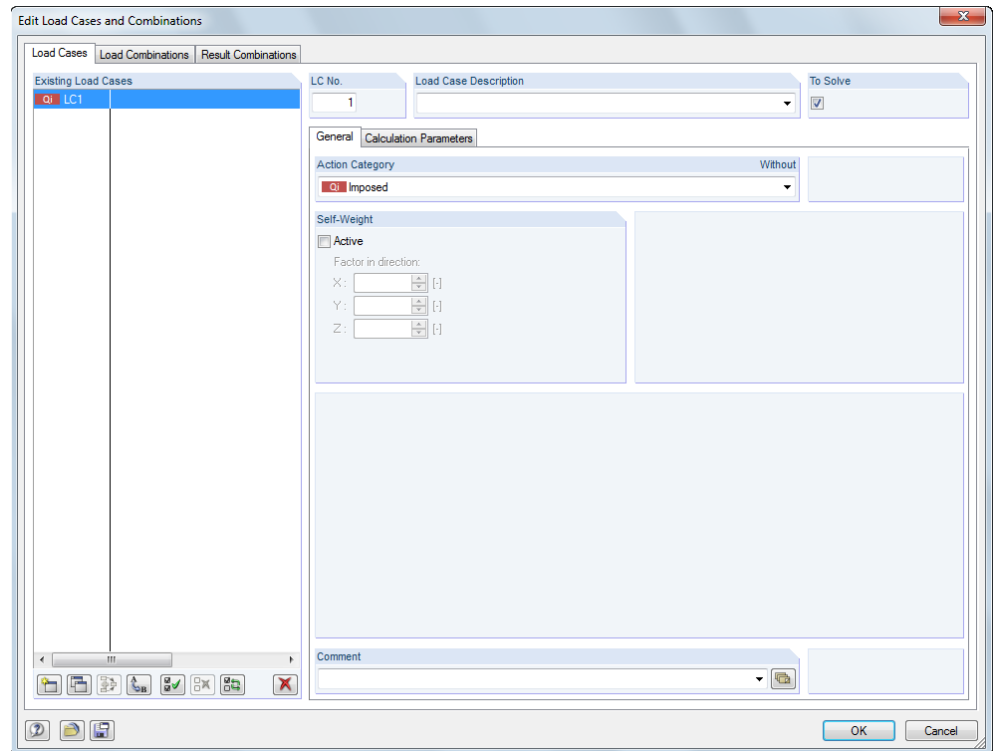 Edit Load Cases and Combinations
Load Cases Load Combinations Result Combinations
Existing Load Cases
Qi LC1
LC No.
1
Load Case Description
To Solve
General Calculation Parameters
Action Category Without
Qi Imposed
Self-Weight
Active
Factor in direction:
X: [-]
Y: [-]
Z: [-]
Comment
OK Cancel